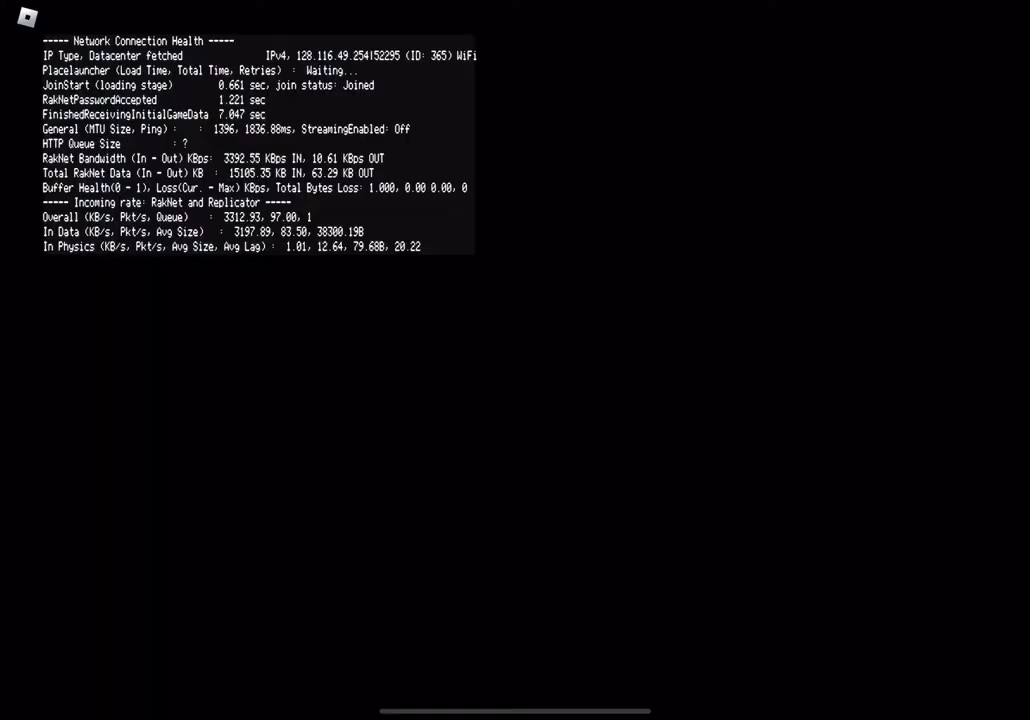 ----- Network Connection Health -----
IP Type, Datacenter fetched IPv4, 128.116.49.254|52295 (ID: 365) WiFi
Placelauncher (Load Time, Total Time, Retries) : Waiting...
JoinStart (loading stage) 0.661 sec, join status: Joined
RakNetPasswordAccepted 1.221 sec
FinishedReceivingInitialGameData 7.047 sec
General (MTU Size, Ping) : : 1396, 1836.88ms, StreamingEnabled: Off
HTTP Queue Size : ?
RakNet Bandwidth (In - Out) KBps: 3392.55 KBps IN, 10.61 KBps OUT
Total RakNet Data (In - Out) KB : 15105.35 KB IN, 63.29 KB OUT
Buffer Health(0 - 1), Loss(Cur. - Max) KBps, Total Bytes Loss: 1.000, 0.00 0.00, 0
----- Incoming rate: RakNet and Replicator -----
Overall (KB/s, Pkt/s, Queue) : 3312.93, 97.00, 1
In Data (KB/s, Pkt/s, Avg Size) : 3197.89, 83.50, 38300.19B
In Physics (KB/s, Pkt/s, Avg Size, Avg Lag) : 1.01, 12.64, 79.68B, 20.22